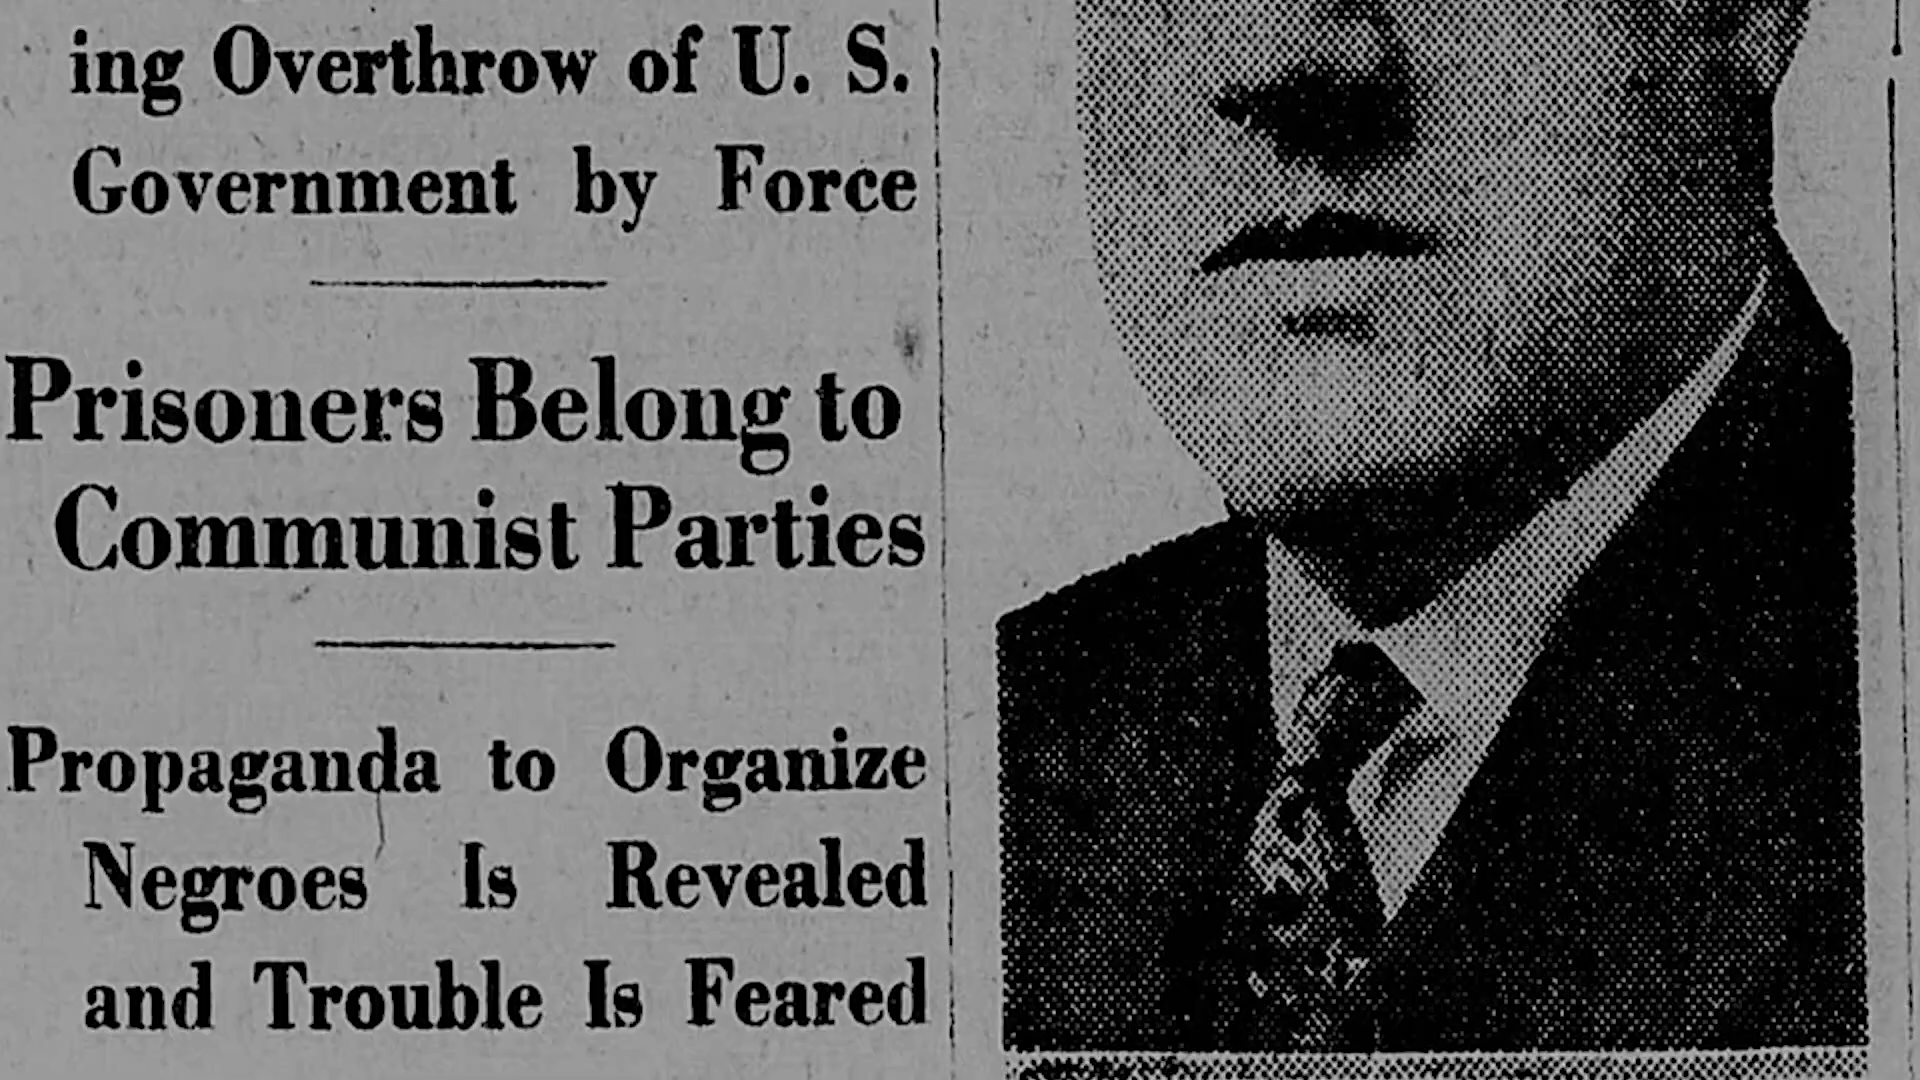 ing Overthrow of U. S.
Government by Force
Prisoners Belong to
Communist Parties
Propaganda to Organize
Negroes Is Revealed
and Trouble Is Feared